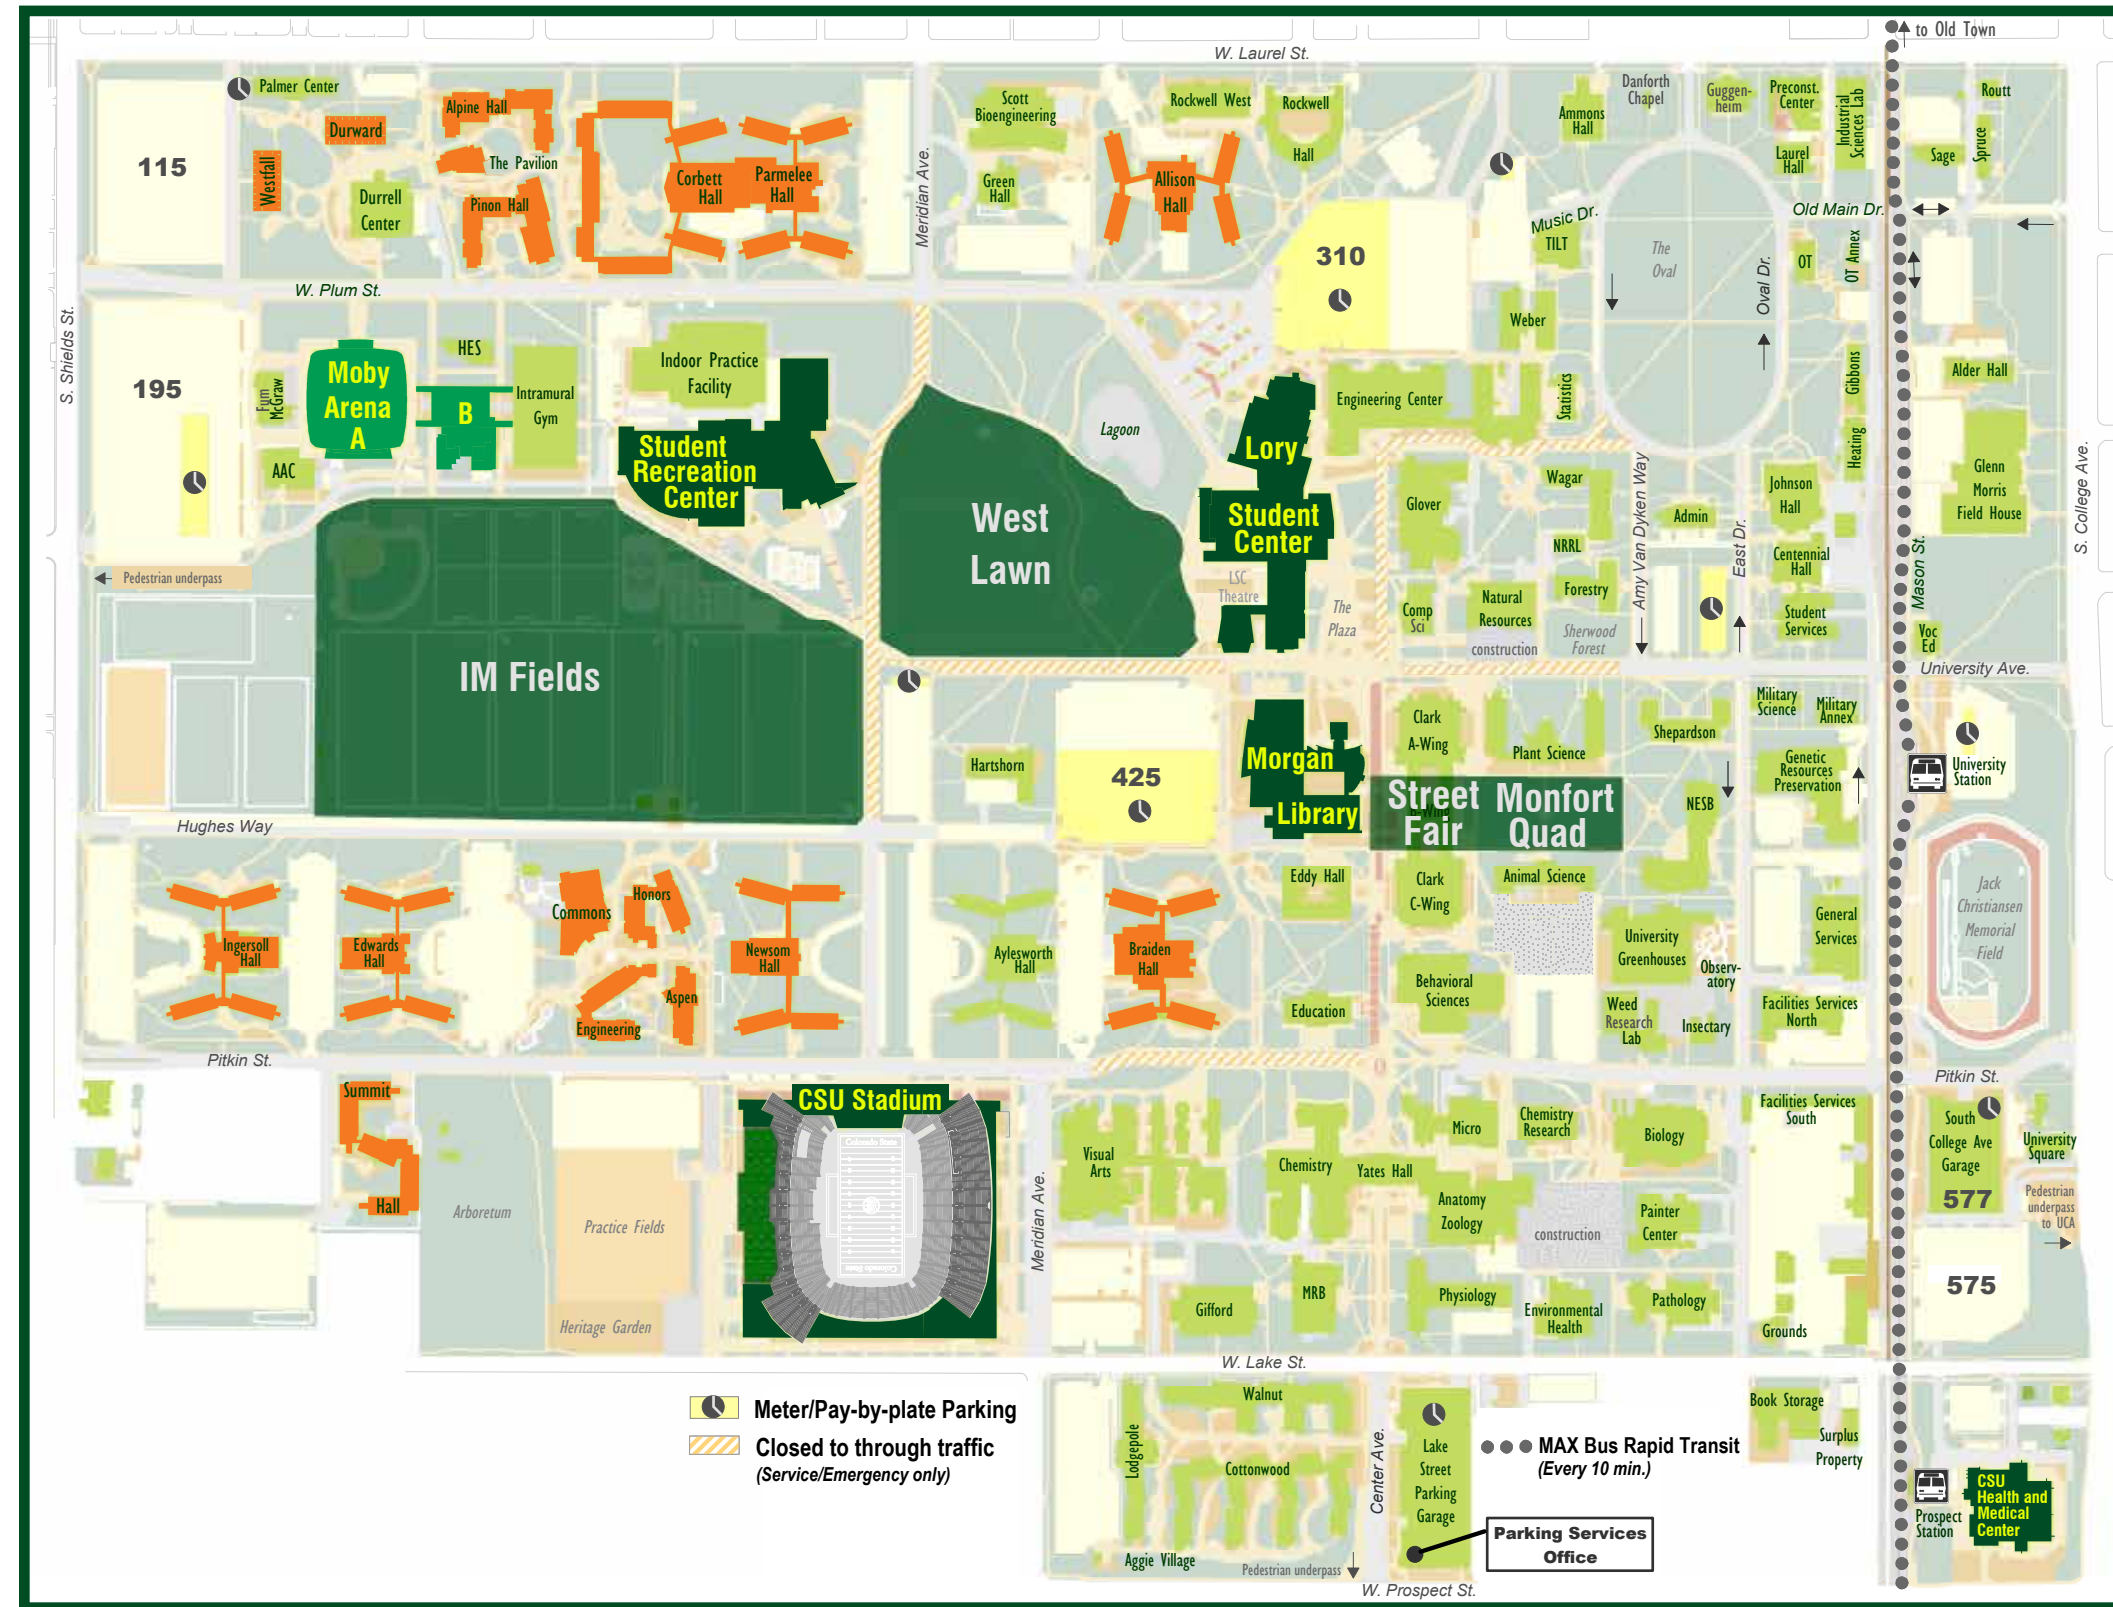 to Old Town
W. Laurel St.
Palmer Center
Durward
Westfall
115
Durrell
Center
Alpine Hall
The Pavilion
Pinon Hall
Corbett
Hall
Parmelee
Hall
Meridian Ave.
Scott
Bioengineering
Green
Hall
Rockwell West
Rockwell
Hall
Allison
Hall
310
Ammons
Hall
Danforth
Chapel
Guggen-
heim
Preconst.
Center
Industrial
Sciences Lab
Laurel
Hall
Routt
Sage
Spruce
Music Dr.
TILT
The
Oval
Old Main Dr.
OT
OT Annex
Oval Dr.
W. Plum St.
S. Shields St.
195
Fum
McGraw
Moby
Arena
A
HES
B
Intramural
Gym
AAC
Indoor Practice
Facility
Student
Recreation
Center
Lagoon
Lory
Student
Center
LSC
Theatre
The
Plaza
Engineering Center
Weber
Statistics
Gibbons
Heating
Alder Hall
Glenn
Morris
Field House
S. College Ave.
Glover
Wagar
NRRL
Forestry
Natural
Resources
construction
Sherwood
Forest
Comp
Sci
Amy Van Dyken Way
Admin
East Dr.
Johnson
Hall
Centennial
Hall
Student
Services
Mason St.
Voc
Ed
University Ave.
Pedestrian underpass
IM Fields
West
Lawn
Hughes Way
Hartshorn
425
Morgan
Library
Clark
A-Wing
B-Wing
Street
Fair
Monfort
Quad
Plant Science
Shepardson
Military
Science
Military
Annex
Genetic
Resources
Preservation
NESB
University
Station
Eddy Hall
Clark
C-Wing
Animal Science
Ingersoll
Hall
Edwards
Hall
Commons
Honors
Engineering
Aspen
Newsom
Hall
Aylesworth
Hall
Braiden
Hall
Education
Behavioral
Sciences
University
Greenhouses
Observ-
atory
Weed
Research
Lab
Insectary
General
Services
Facilities Services
North
Jack
Christiansen
Memorial
Field
Pitkin St.
Pitkin St.
Summit
Hall
Arboretum
Practice Fields
Heritage Garden
CSU Stadium
Colorado State
Colorado State
Meridian Ave.
Visual
Arts
Chemistry
Yates Hall
Micro
Chemistry
Research
Biology
Anatomy
Zoology
construction
Painter
Center
Gifford
MRB
Physiology
Environmental
Health
Pathology
Facilities Services
South
Grounds
South
College Ave
Garage
577
University
Square
Pedestrian
underpass
to UCA
575
W. Lake St.
Meter/Pay-by-plate Parking
Closed to through traffic
(Service/Emergency only)
Walnut
Lodgepole
Cottonwood
Aggie Village
Pedestrian underpass
Center Ave.
Lake
Street
Parking
Garage
Parking Services
Office
W. Prospect St.
MAX Bus Rapid Transit
(Every 10 min.)
Book Storage
Surplus
Property
Prospect
Station
CSU
Health and
Medical
Center